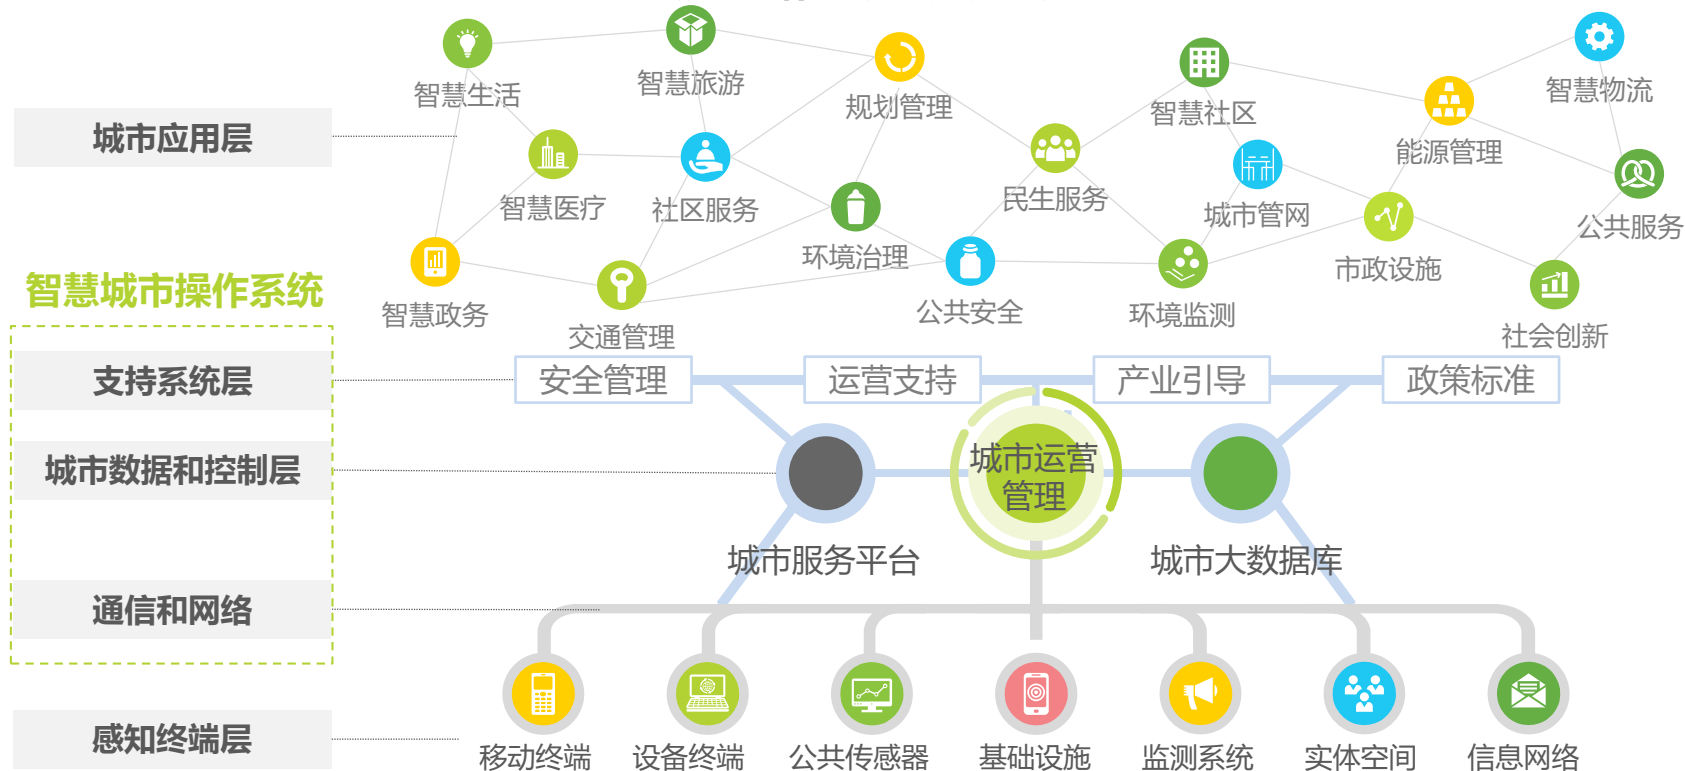 智慧生活
智慧旅游
规划管理
智慧社区
能源管理
智慧物流
城市应用层
智慧医疗
社区服务
环境治理
民生服务
城市管网
市政设施
公共服务
智慧政务
交通管理
公共安全
环境监测
社会创新
智慧城市操作系统
支持系统层
安全管理
运营支持
产业引导
政策标准
城市数据和控制层
城市运营
管理
城市服务平台
城市大数据库
通信和网络
感知终端层
移动终端
设备终端
公共传感器
基础设施
监测系统
实体空间
信息网络